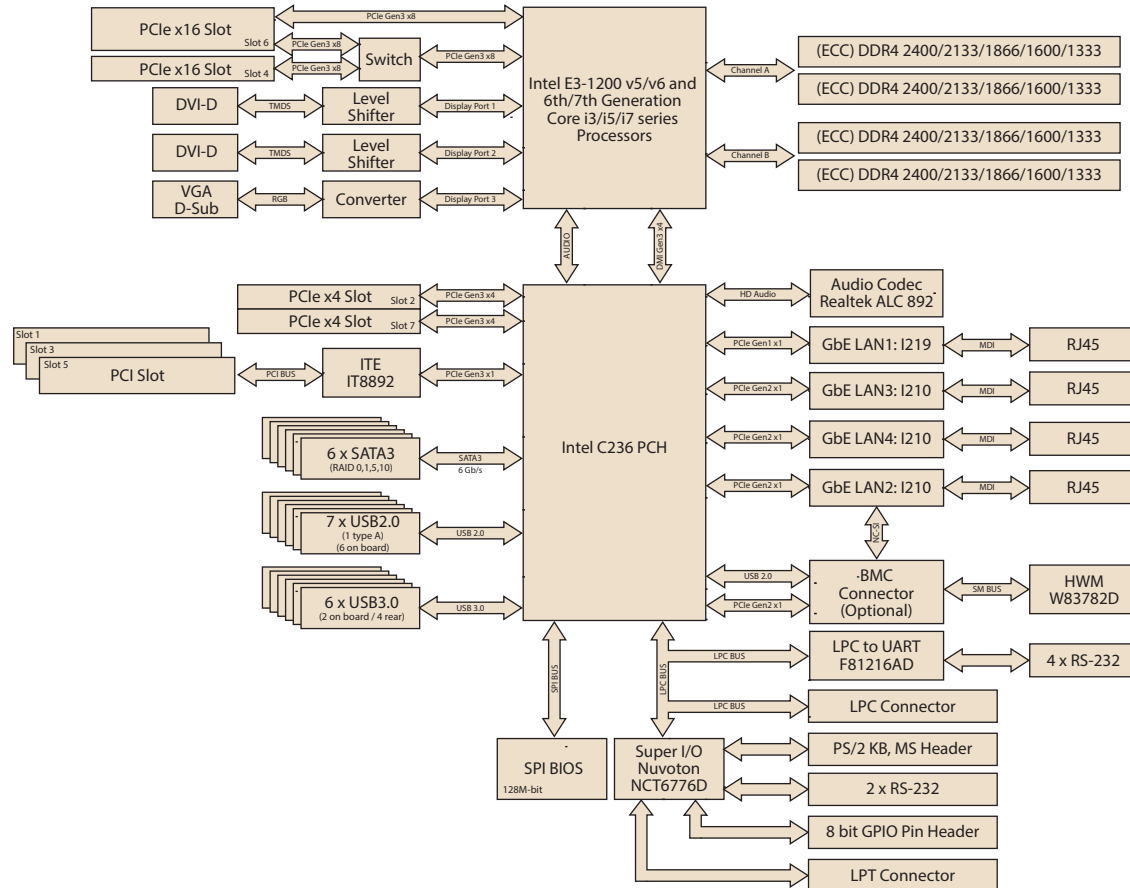 PCIe x16 Slot
Slot 6
PCIe Gen3 x8
PCIe Gen3 x8
PCIe x16 Slot
Slot 4
PCIe Gen3 x8
Switch
PCIe Gen3 x8
DVI-D
TMDS
Level
Shifter
Display Port 1
DVI-D
TMDS
Level
Shifter
Display Port 2
VGA
D-Sub
RGB
Converter
Display Port 3
Intel E3-1200 v5/v6 and
6th/7th Generation
Core i3/i5/i7 series
Processors
Channel A
(ECC) DDR4 2400/2133/1866/1600/1333
(ECC) DDR4 2400/2133/1866/1600/1333
Channel B
(ECC) DDR4 2400/2133/1866/1600/1333
(ECC) DDR4 2400/2133/1866/1600/1333
AUDIO
DMI Gen3 x4
PCIe x4 Slot
Slot 2
PCIe Gen3 x4
PCIe x4 Slot
Slot 7
PCIe Gen3 x4
Slot 1
Slot 3
Slot 5
PCI Slot
PCI BUS
ITE
IT8892
PCIe Gen3 x1
6 x SATA3
(RAID 0,1,5,10)
SATA3
6 Gb/s
7 x USB2.0
(1 type A)
(6 on board)
USB 2.0
6 x USB3.0
(2 on board / 4 rear)
USB 3.0
Intel C236 PCH
HD Audio
Audio Codec
Realtek ALC 892
PCIe Gen1 x1
GbE LAN1: I219
MDI
RJ45
PCIe Gen2 x1
GbE LAN3: I210
MDI
RJ45
PCIe Gen2 x1
GbE LAN4: I210
MDI
RJ45
PCIe Gen2 x1
GbE LAN2: I210
MDI
RJ45
NC-SI
USB 2.0
PCIe Gen2 x1
BMC
Connector
(Optional)
SM BUS
HWM
W83782D
LPC BUS
LPC to UART
F81216AD
4 x RS-232
SPI BUS
LPC BUS
LPC BUS
LPC Connector
SPI BIOS
128M-bit
Super I/O
Nuvoton
NCT6776D
PS/2 KB, MS Header
2 x RS-232
8 bit GPIO Pin Header
LPT Connector